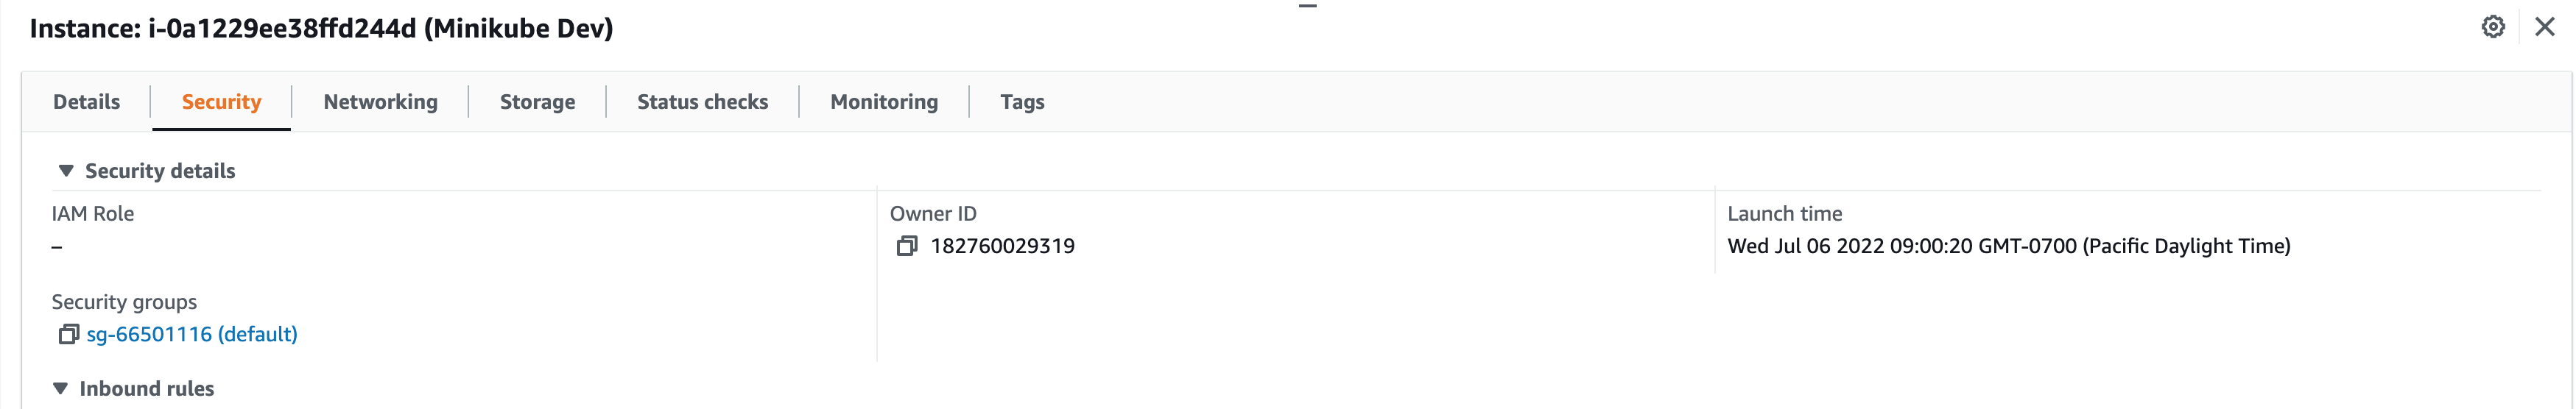 Instance: i-0a1229ee38ffd244d (Minikube Dev)
Details
Security
Networking
Storage
Status checks
Monitoring
Tags
Security details
IAM Role
–
Owner ID
182760029319
Launch time
Wed Jul 06 2022 09:00:20 GMT-0700 (Pacific Daylight Time)
Security groups
sg-66501116 (default)
Inbound rules